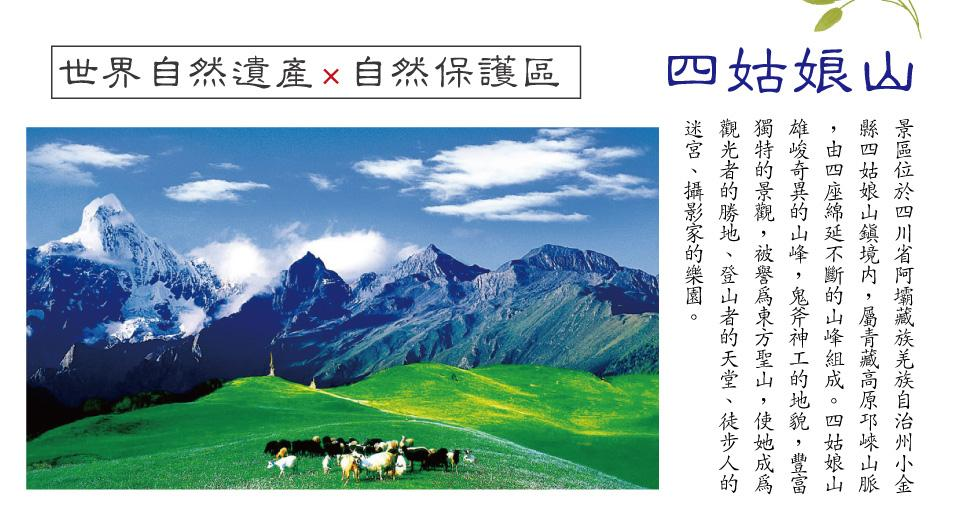 世界自然遺產×自然保護區
四姑娘山
景區位於四川省阿壩藏族羌族自治州小金
縣四姑娘山鎮境内，屬青藏高原邛崍山脈
，由四座綿延不斷的山峰組成。四姑娘山
雄峻奇異的山峰，鬼斧神工的地貌，豐富
獨特的景觀，被譽爲東方聖山，使她成爲
觀光者的勝地、登山者的天堂、徒步人的
迷宮、攝影家的樂園。